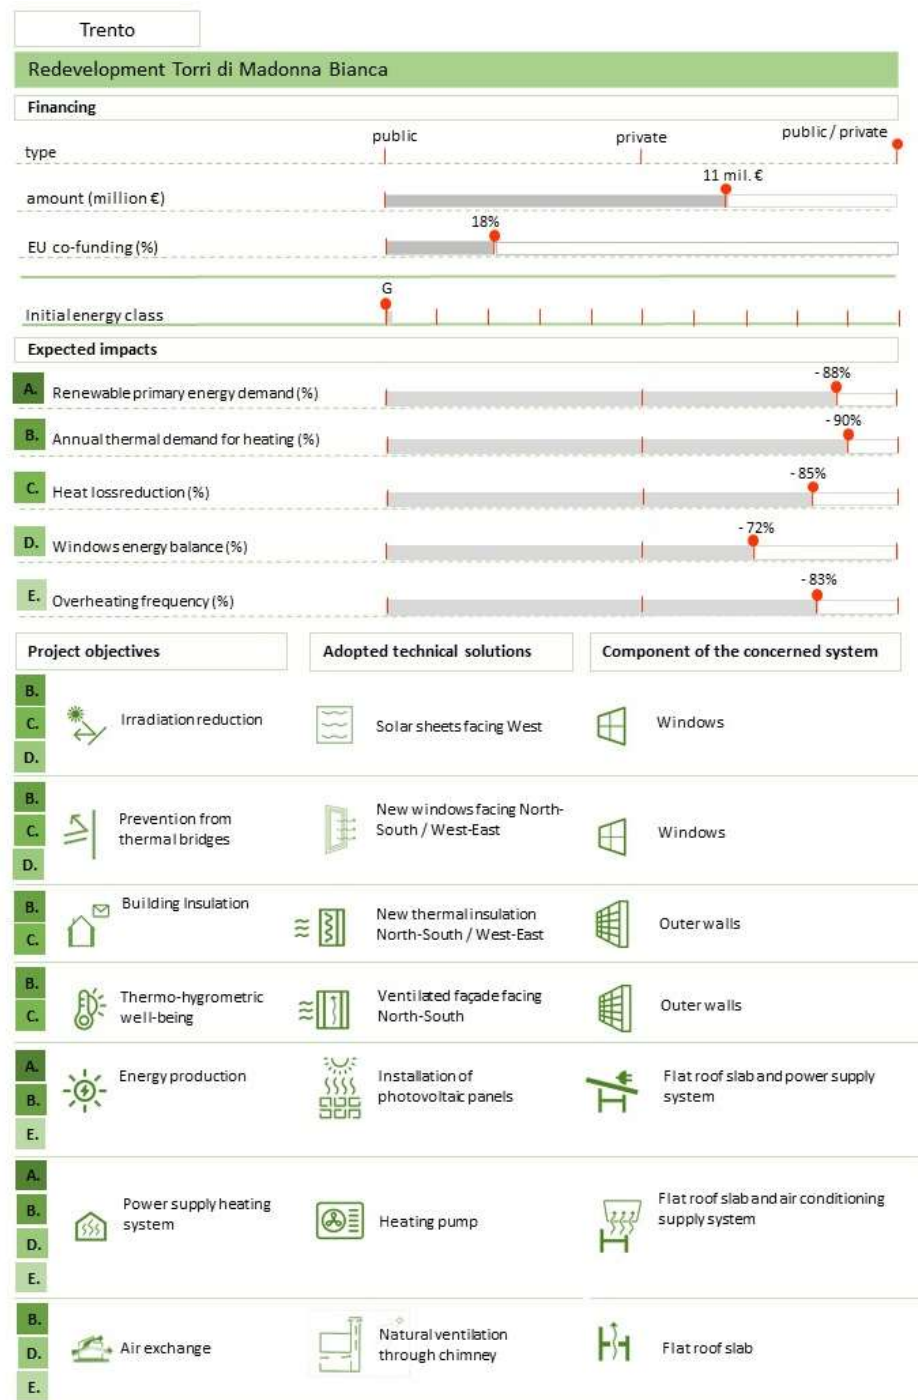 Trento
Redevelopment Torri di Madonna Bianca
Financing
type
public
private
public / private
amount (million €)
11 mil. €
EU co-funding (%)
18%
Initial energy class
G
Expected impacts
A. Renewable primary energy demand (%)
- 88%
B. Annual thermal demand for heating (%)
- 90%
C. Heat lossreduction (%)
- 85%
D. Windows energy balance (%)
- 72%
E. Overheating frequency (%)
- 83%
Project objectives
Adopted technical solutions
Component of the concerned system
B.
C.
D.
Irradiation reduction
Solar sheets facing West
Windows
B.
C.
D.
Prevention from
thermal bridges
New windows facing North-
South / West-East
Windows
B.
C.
Building Insulation
New thermal insulation
North-South / West-East
Outer walls
B.
C.
Thermo-hygrometric
well-being
Ventilated façade facing
North-South
Outer walls
A.
B.
E.
Energy production
Installation of
photovoltaic panels
Flat roof slab and power supply
system
A.
B.
D.
E.
Power supply heating
system
Heating pump
Flat roof slab and air conditioning
supply system
B.
D.
E.
Air exchange
Natural ventilation
through chimney
Flat roof slab